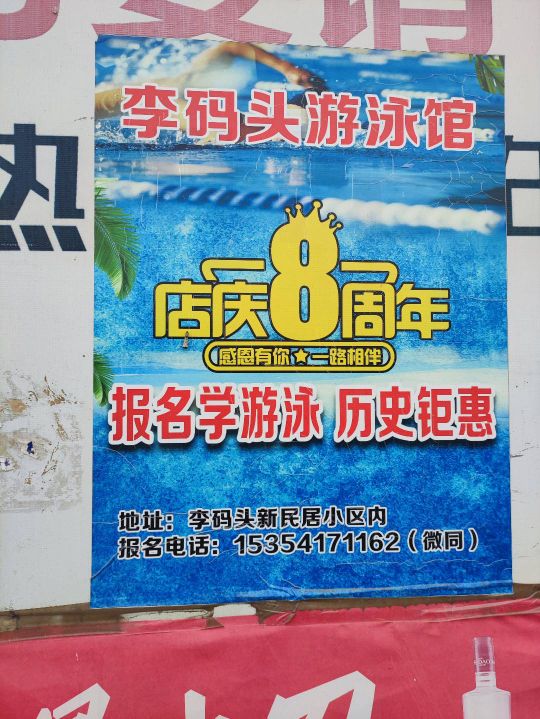 热
李码头游泳馆
店庆8周年
感恩有你★一路相伴
报名学游泳 历史钜惠
地址：李码头新民居小区内
报名电话：15354171162（微同）